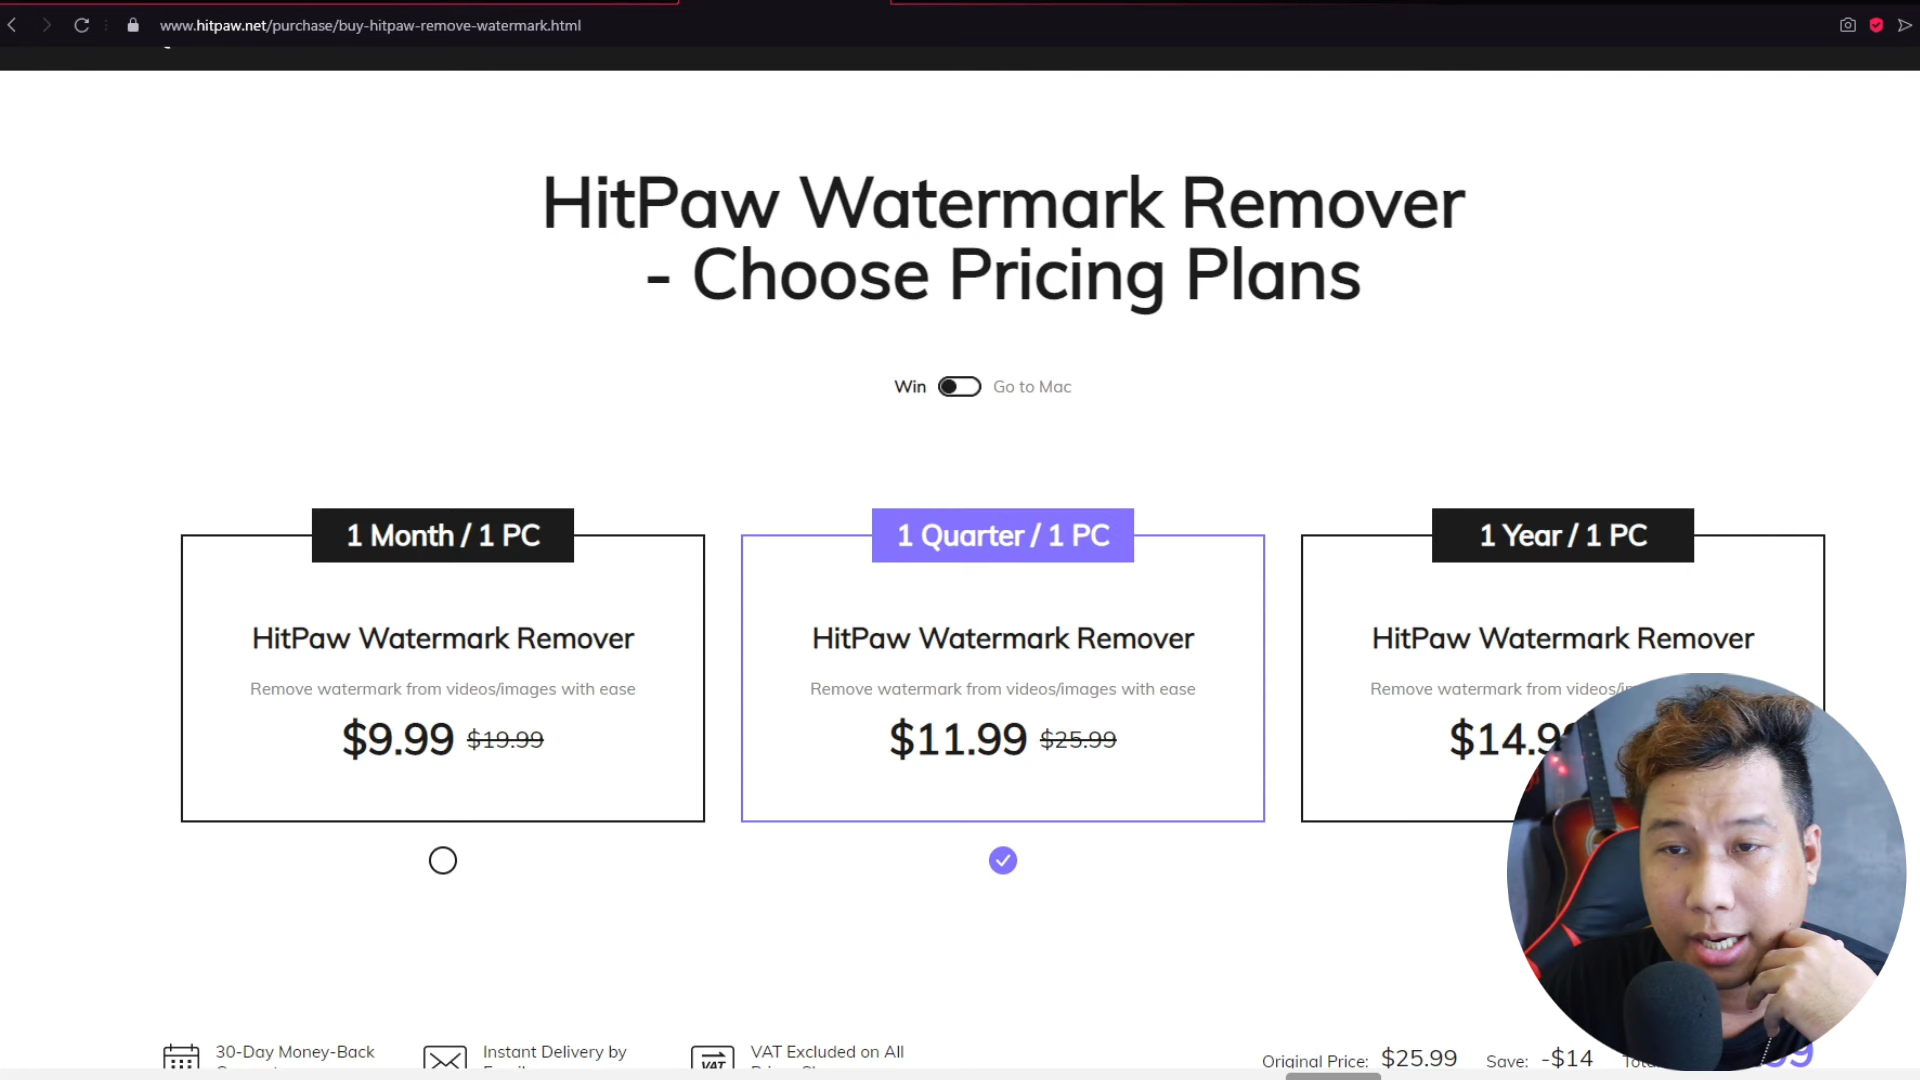 www.hitpaw.net/purchase/buy-hitpaw-remove-watermark.html
HitPaw Watermark Remover
- Choose Pricing Plans
Win Go to Mac
1 Month / 1 PC
HitPaw Watermark Remover
Remove watermark from videos/images with ease
$9.99 $19.99
1 Quarter / 1 PC
HitPaw Watermark Remover
Remove watermark from videos/images with ease
$11.99 $25.99
1 Year / 1 PC
HitPaw Watermark Remover
Remove watermark from
30-Day Money-Back
Instant Delivery by
VAT
VAT Excluded on All
Original Price: $25.99 Save: -$14